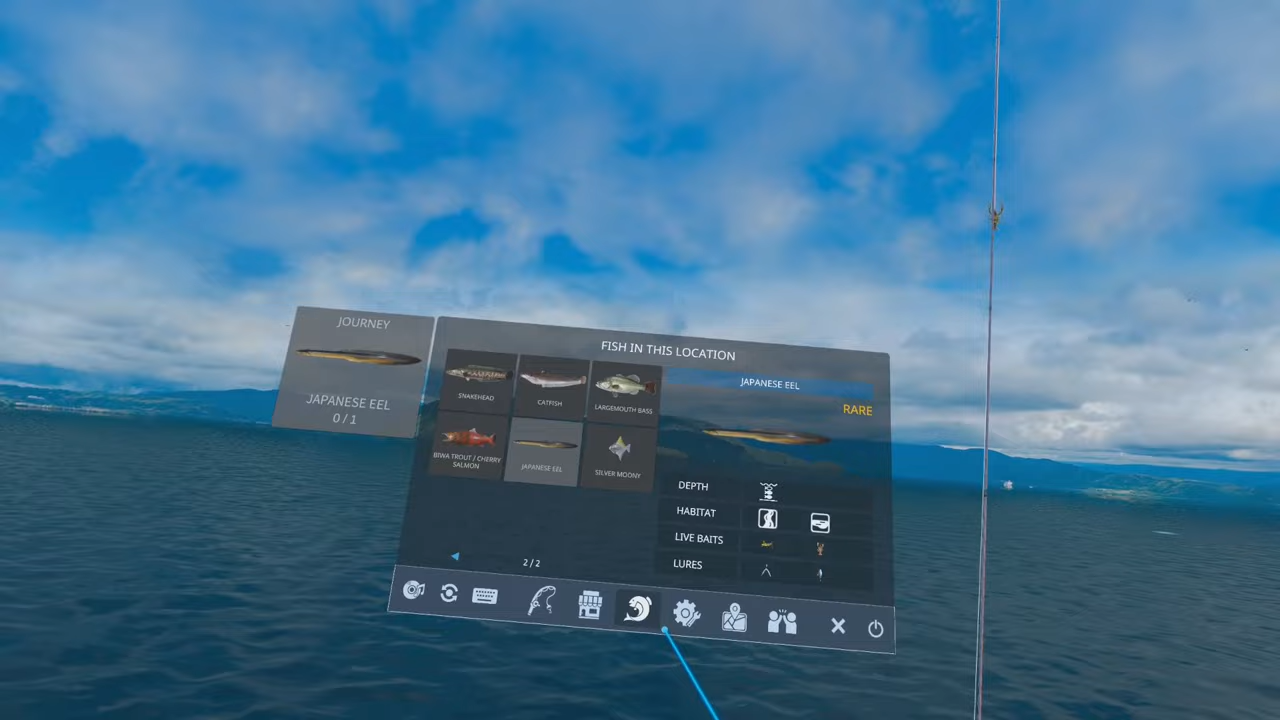 JOURNEY
JAPANESE EEL
0 / 1
FISH IN THIS LOCATION
SNAKEHEAD
CATFISH
LARGEMOUTH BASS
BIWA TROUT / CHERRY
SALMON
JAPANESE EEL
SILVER MOONY
2 / 2
JAPANESE EEL
RARE
DEPTH
HABITAT
LIVE BAITS
LURES